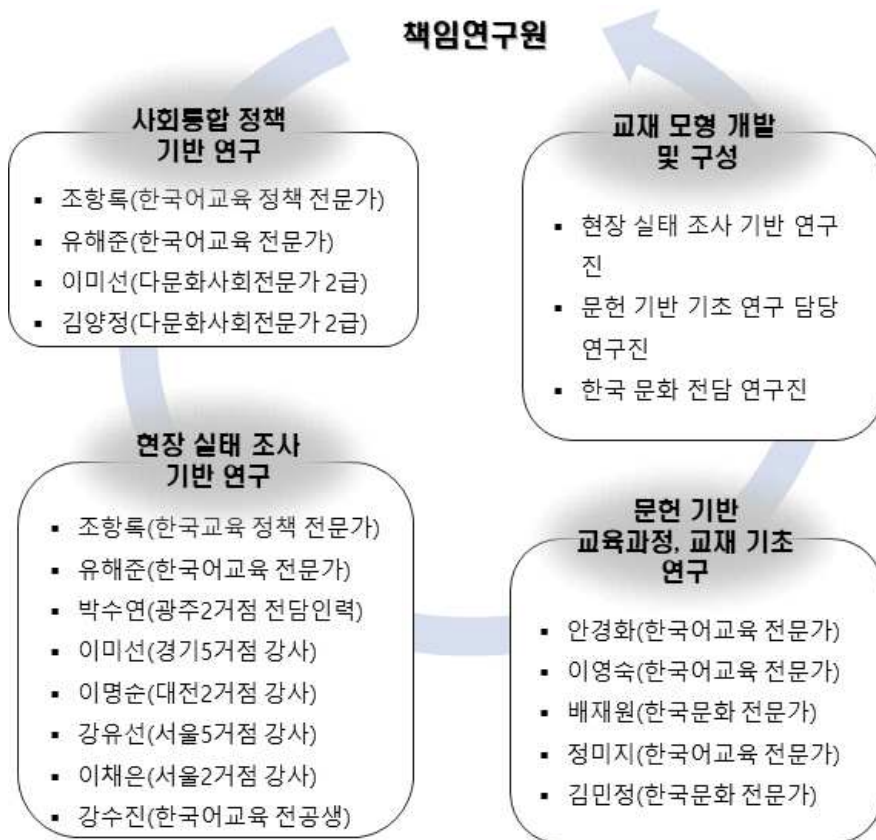 책임연구원
사회통합 정책
기반 연구
▪ 조항록(한국어교육 정책 전문가)
▪ 유해준(한국어교육 전문가)
▪ 이미선(다문화사회전문가 2급)
▪ 김양정(다문화사회전문가 2급)
현장 실태 조사
기반 연구
▪ 조항록(한국교육 정책 전문가)
▪ 유해준(한국어교육 전문가)
▪ 박수연(광주2거점 전담인력)
▪ 이미선(경기5거점 강사)
▪ 이명순(대전2거점 강사)
▪ 강유선(서울5거점 강사)
▪ 이채은(서울2거점 강사)
▪ 강수진(한국어교육 전공생)
문헌 기반
교육과정, 교재 기초
연구
▪ 안경화(한국어교육 전문가)
▪ 이영숙(한국어교육 전문가)
▪ 배재원(한국문화 전문가)
▪ 정미지(한국어교육 전문가)
▪ 김민정(한국문화 전문가)
교재 모형 개발
및 구성
▪ 현장 실태 조사 기반 연구
진
▪ 문헌 기반 기초 연구 담당
연구진
▪ 한국 문화 전담 연구진